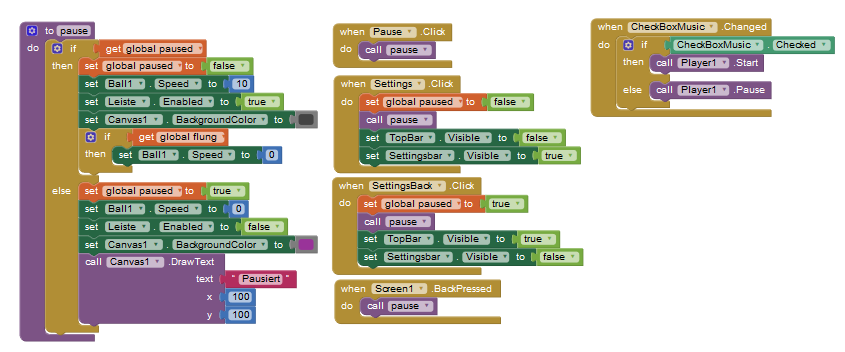 to pause
do if get global paused
then set global paused to false
set Ball1 . Speed to 10
set Leiste . Enabled to true
set Canvas1 . BackgroundColor to
if get global flung
then set Ball1 . Speed to 0
else set global paused to true
set Ball1 . Speed to 0
set Leiste . Enabled to false
set Canvas1 . BackgroundColor to
call Canvas1 .DrawText
text " Pausiert "
x 100
y 100
when Pause .Click
do call pause
when Settings .Click
do set global paused to false
call pause
set TopBar . Visible to false
set Settingsbar . Visible to true
when SettingsBack .Click
do set global paused to true
call pause
set TopBar . Visible to true
set Settingsbar . Visible to false
when Screen1 .BackPressed
do call pause
when CheckBoxMusic .Changed
do if CheckBoxMusic . Checked
then call Player1 .Start
else call Player1 .Pause